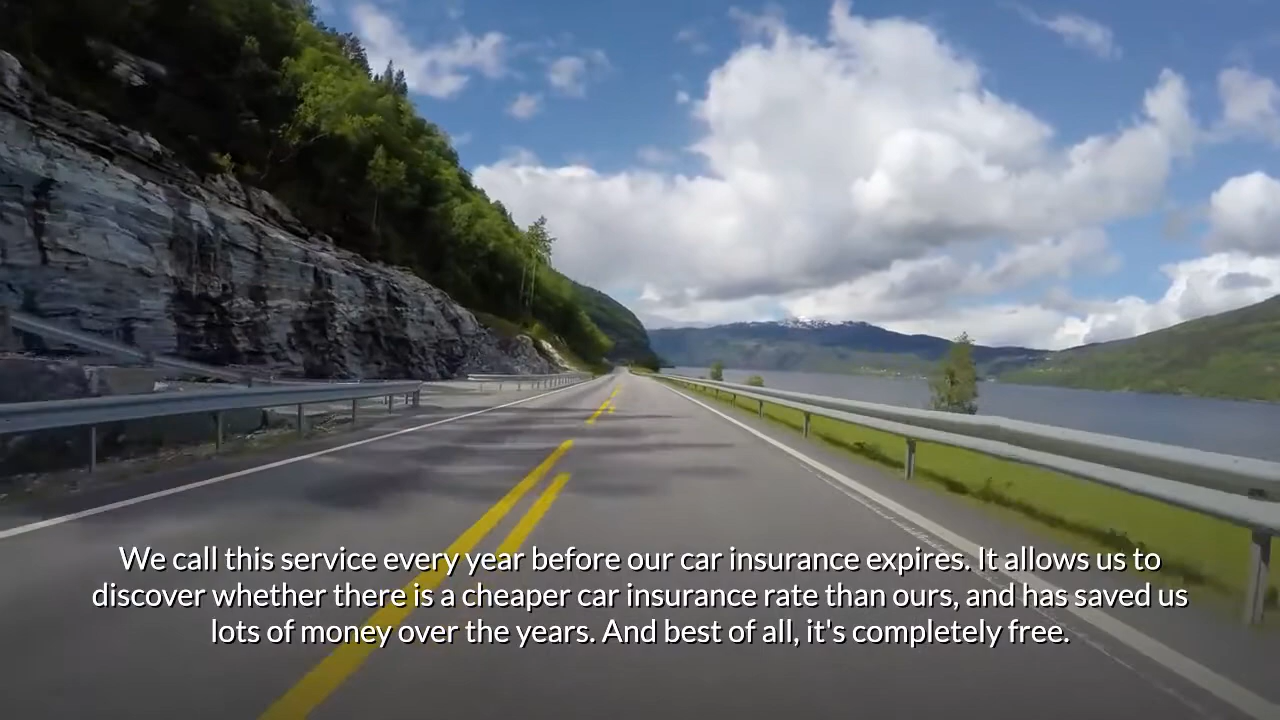 We call this service every year before our car insurance expires. It allows us to
discover whether there is a cheaper car insurance rate than ours, and has saved us
lots of money over the years. And best of all, it's completely free.